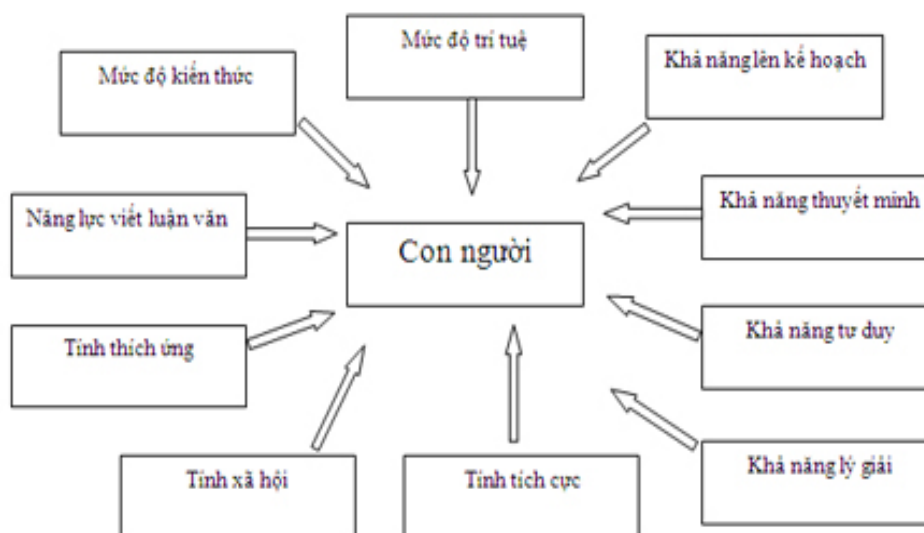 Mức độ trí tuệ
Mức độ kiến thức
Khả năng lên kế hoạch
Năng lực viết luận văn
Khả năng thuyết minh
Con người
Tính thích ứng
Khả năng tư duy
Tính xã hội
Tính tích cực
Khả năng lý giải